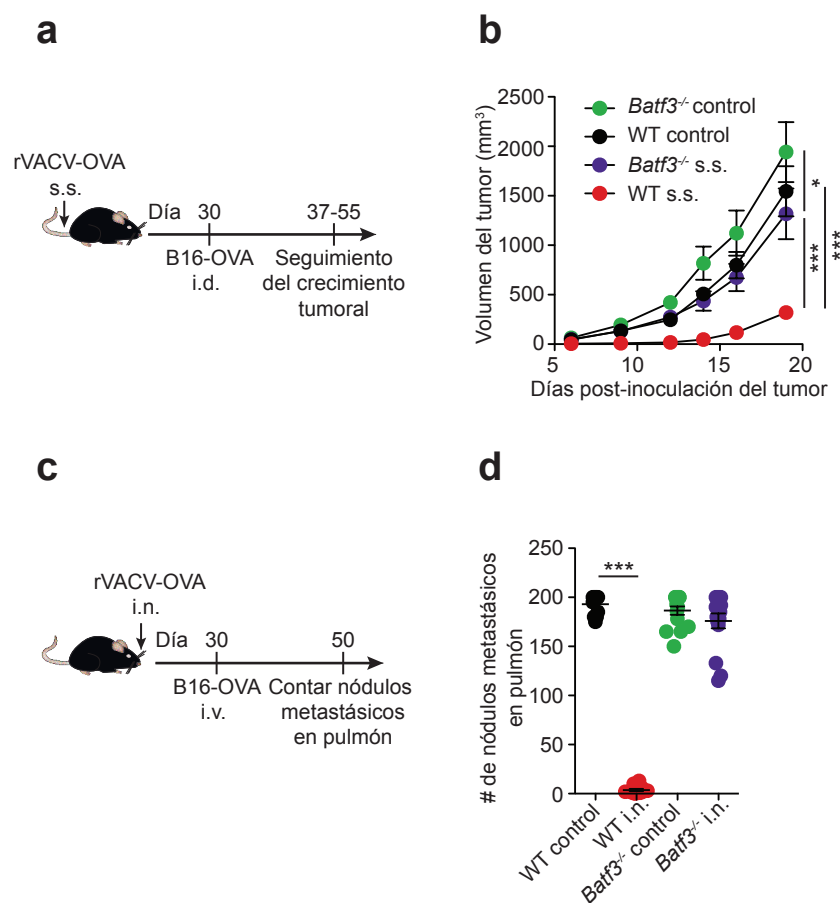 a
rVACV-OVA
s.s.
Día
30
37-55
B16-OVA
i.d.
Seguimiento
del crecimiento
tumoral
b
Volumen del tumor (mm³)
2500
2000
1500
1000
500
0
5
10
15
20
Días post-inoculación del tumor
Batf3-/- control
WT control
Batf3-/- s.s.
WT s.s.
*
***
***
c
rVACV-OVA
i.n.
Día
30
50
B16-OVA
i.v.
Contar nódulos
metastásicos
en pulmón
d
# de nódulos metastásicos
en pulmón
250
200
150
100
50
0
***
WT control
WT i.n.
Batf3-/- control
Batf3-/- i.n.